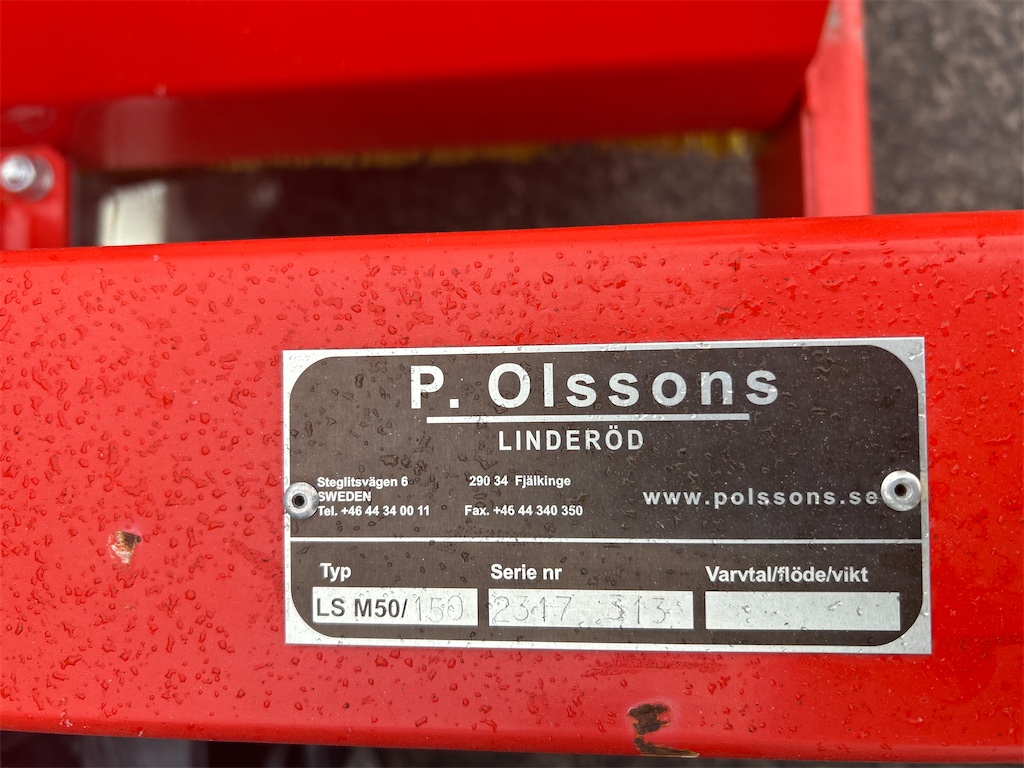 P. Olssons
LINDERÖD
Steglitsvägen 6 290 34 Fjälkinge
SWEDEN
Tel. +46 44 34 00 11 Fax. +46 44 340 350
www.polssons.se
Typ Serie nr Varvtal/flöde/vikt
LS M50/150 2317 313